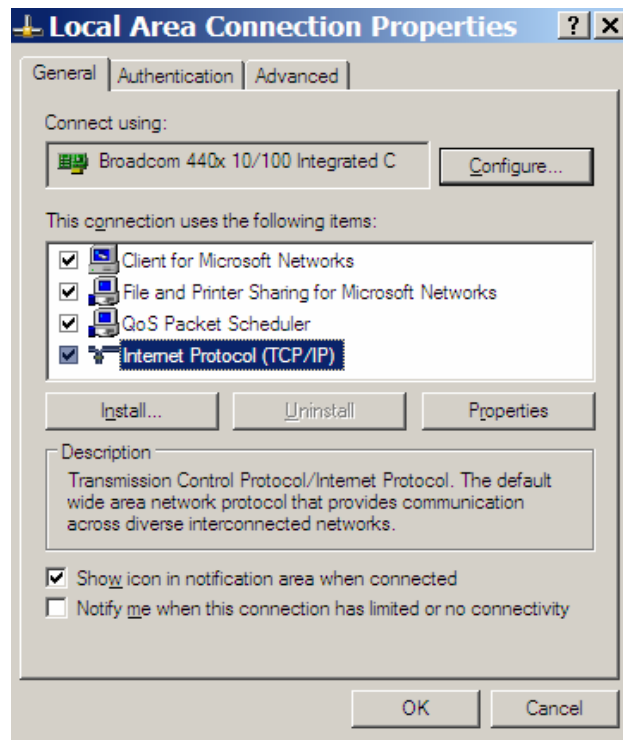 Local Area Connection Properties
General Authentication Advanced
Connect using:
Broadcom 440x 10/100 Integrated C
Configure...
This connection uses the following items:
Client for Microsoft Networks
File and Printer Sharing for Microsoft Networks
QoS Packet Scheduler
Internet Protocol (TCP/IP)
Install... Uninstall Properties
Description
Transmission Control Protocol/Internet Protocol. The default
wide area network protocol that provides communication
across diverse interconnected networks.
Show icon in notification area when connected
Notify me when this connection has limited or no connectivity
OK Cancel